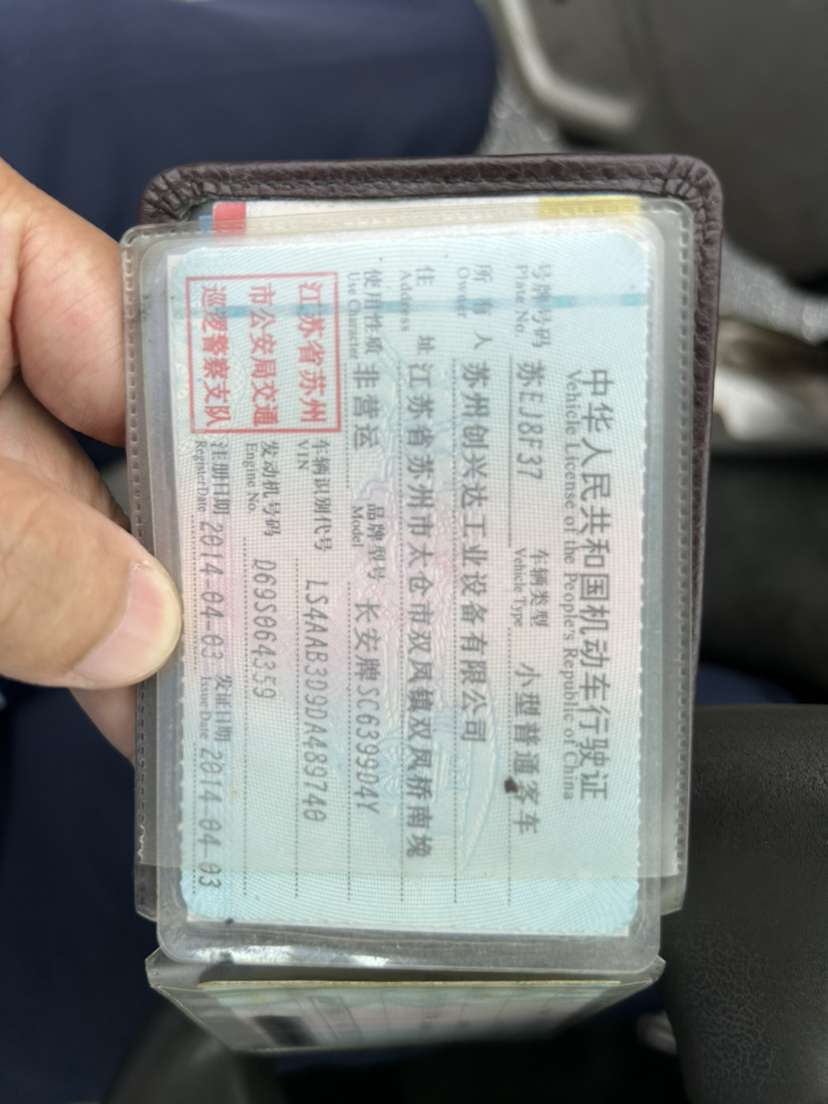 中华人民共和国机动车行驶证
Vehicle License of the People's Republic of China
号牌号码 苏EJ8F37 车辆类型 小型普通客车
Plate No. Vehicle Type
所有人 苏州创兴达工业设备有限公司
Owner
住址 江苏省苏州市太仓市双凤镇双凤桥南堍
Address
使用性质 非营运 品牌型号 长安牌SC6399D4Y
Use Character Model
江苏省苏州
市公安局交通
巡逻警察支队
车辆识别代号 LS4AAB3D9DA489740
VIN
发动机号码 D69S064359
Engine No.
注册日期 2014-04-03 发证日期 2014-04-03
Register Date Issue Date